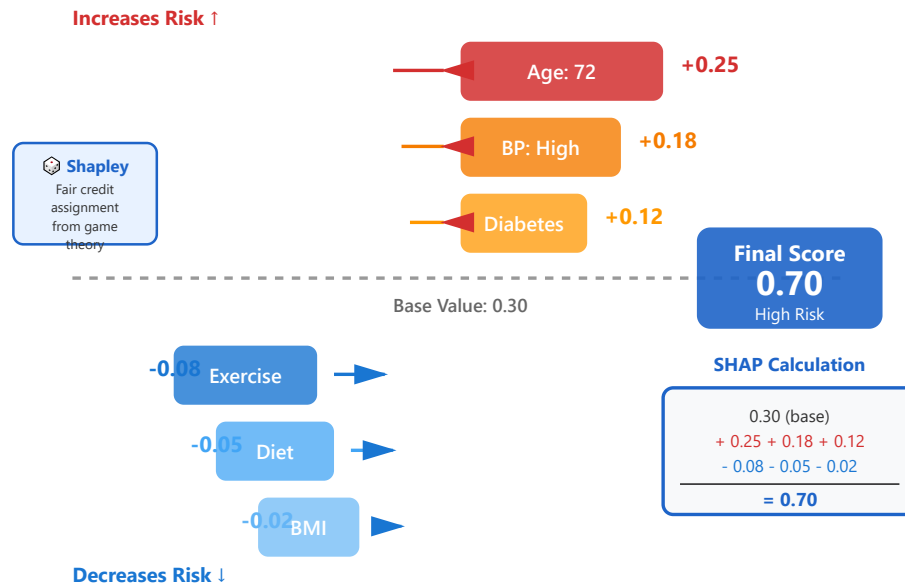 Increases Risk ↑
Age: 72
+0.25
BP: High
+0.18
🎲 Shapley
Fair credit
assignment
from game
theory
Diabetes
+0.12
Final Score
0.70
High Risk
Base Value: 0.30
-0.08
Exercise
SHAP Calculation
0.30 (base)
+ 0.25 + 0.18 + 0.12
- 0.08 - 0.05 - 0.02
= 0.70
-0.05
Diet
-0.02
BMI
Decreases Risk ↓